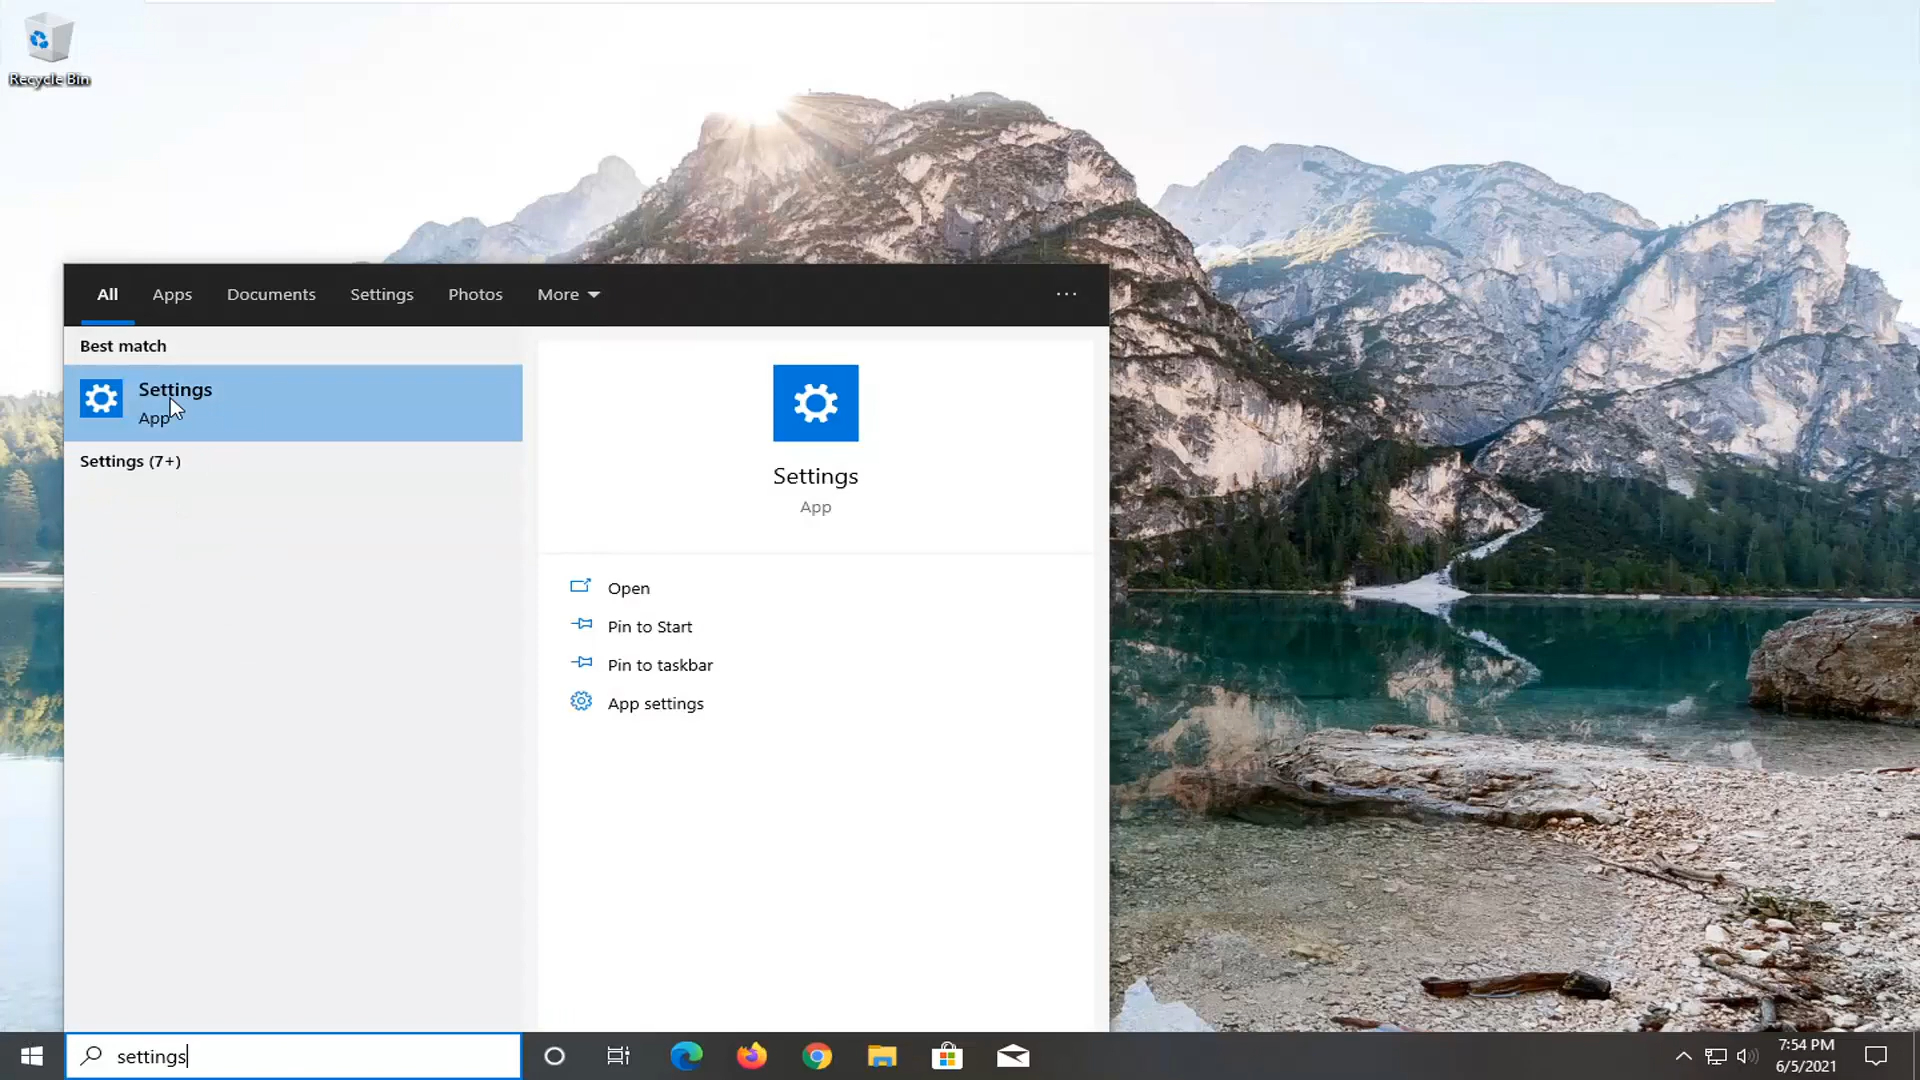 Recycle Bin
All Apps Documents Settings Photos More ...
Best match
Settings
App
Settings (7+)
Settings
App
Open
Pin to Start
Pin to taskbar
App settings
settings
7:54 PM
6/5/2021